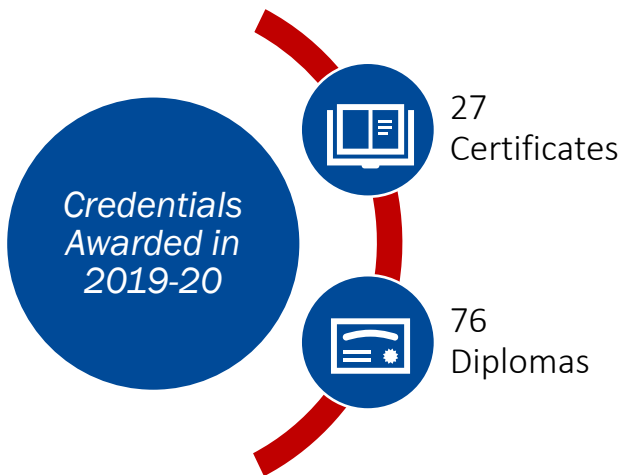 Credentials
Awarded in
2019-20
27
Certificates
76
Diplomas